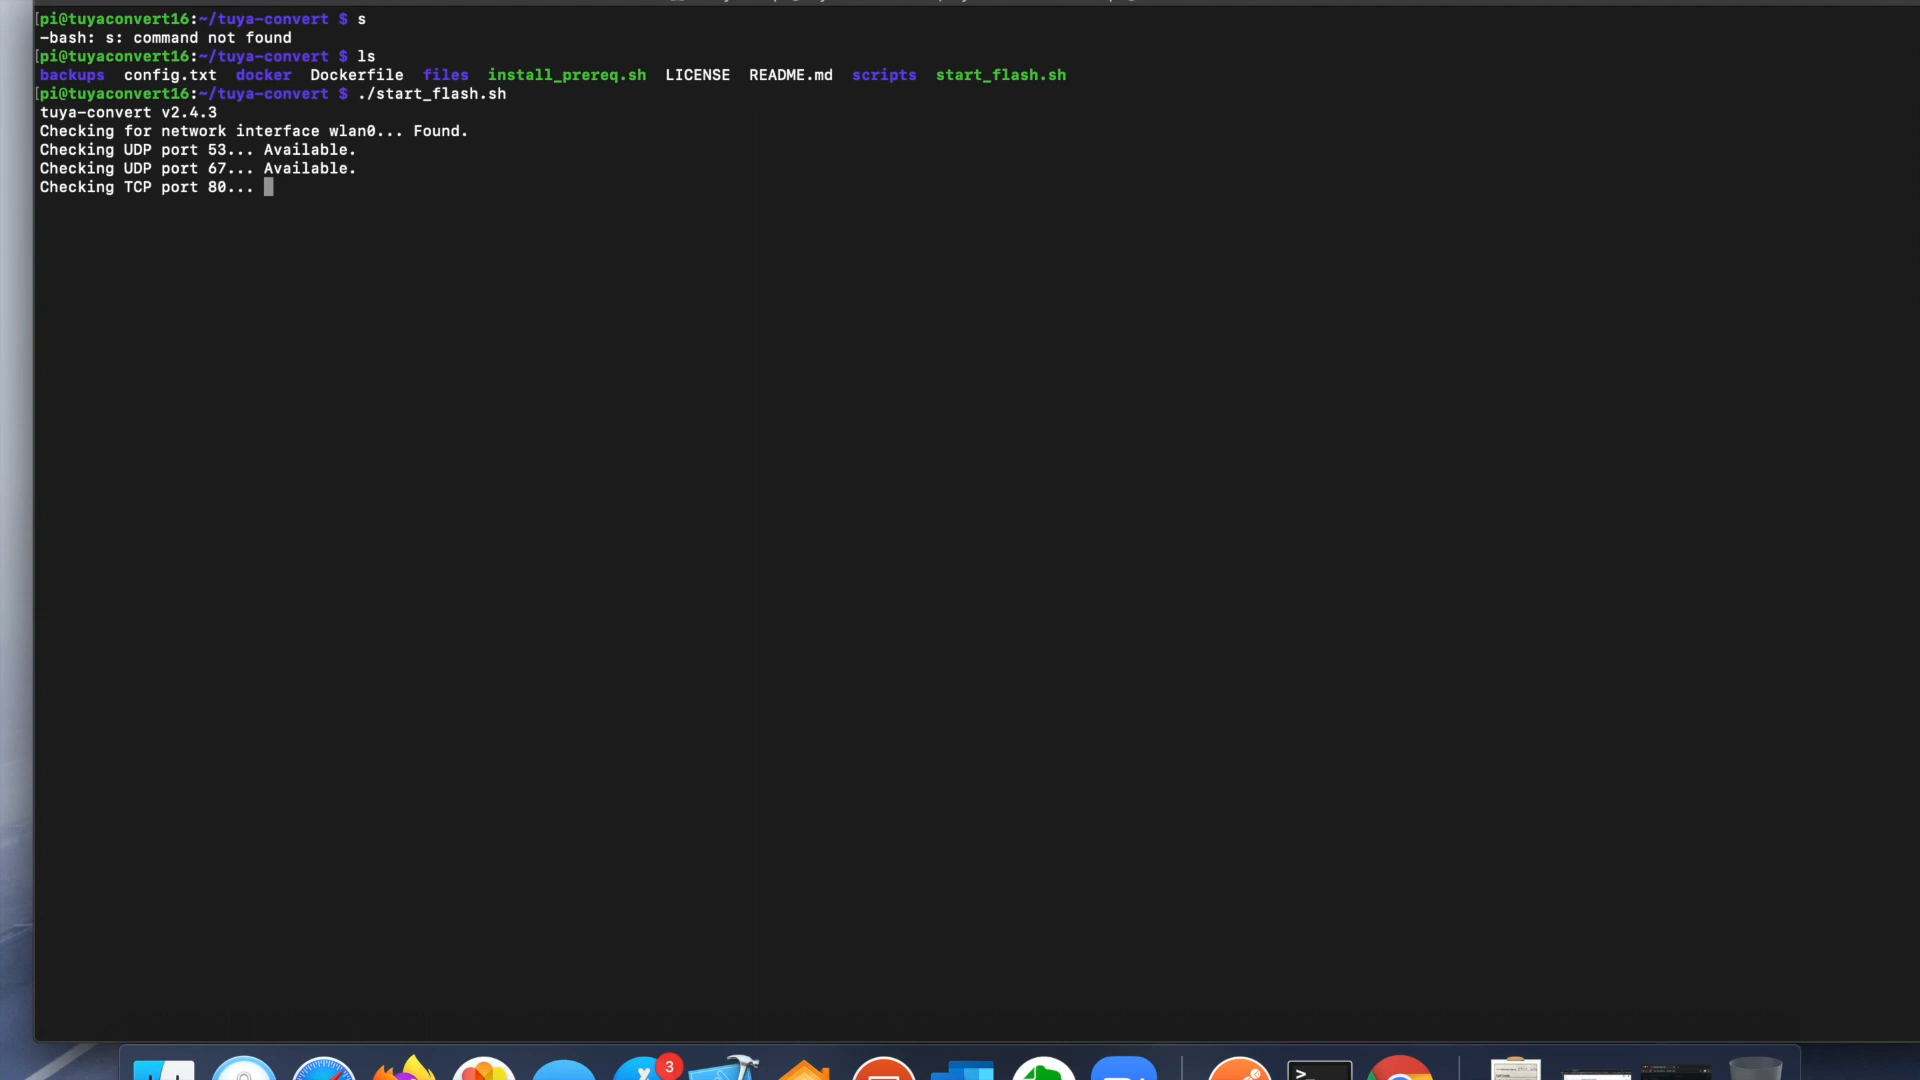 [pi@tuyaconvert16:~/tuya-convert $ s
-bash: s: command not found
[pi@tuyaconvert16:~/tuya-convert $ ls
backups config.txt docker Dockerfile files install_prereq.sh LICENSE README.md scripts start_flash.sh
[pi@tuyaconvert16:~/tuya-convert $ ./start_flash.sh
tuya-convert v2.4.3
Checking for network interface wlan0... Found.
Checking UDP port 53... Available.
Checking UDP port 67... Available.
Checking TCP port 80...
3
>_